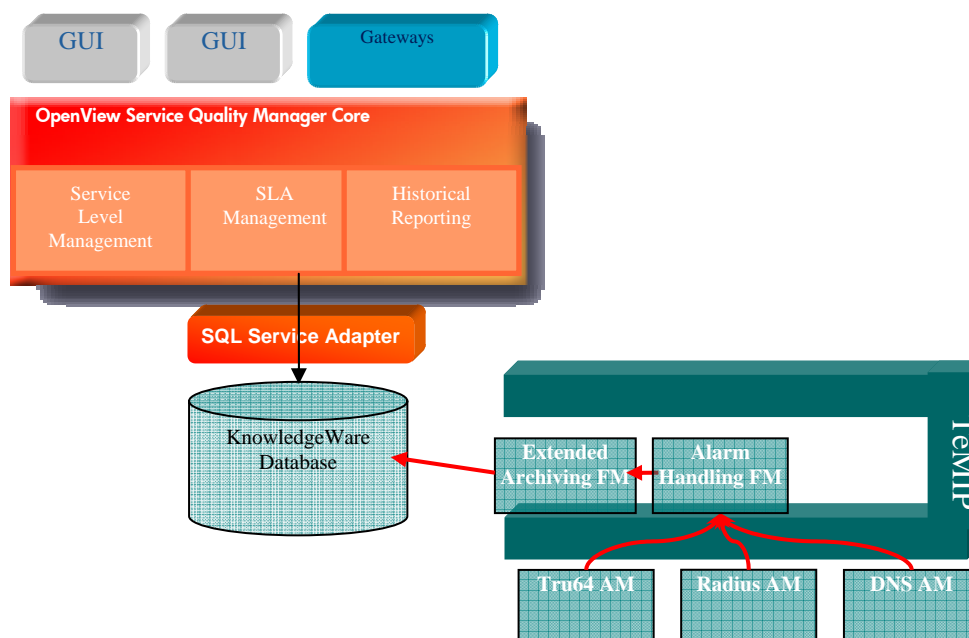 GUI
GUI
Gateways
OpenView Service Quality Manager Core
Service
Level
Management
SLA
Management
Historical
Reporting
SQL Service Adapter
KnowledgeWare
Database
Extended
Archiving FM
Alarm
Handling FM
TeMIP
Tru64 AM
Radius AM
DNS AM